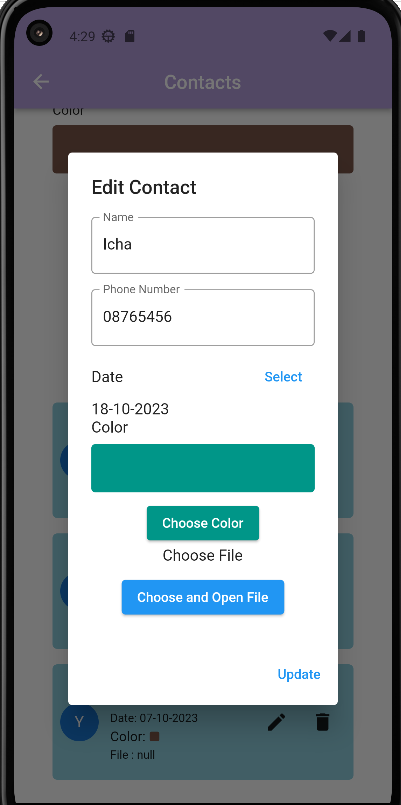 4:29
Contacts
Color
Edit Contact
Name
Icha
Phone Number
08765456
Date
Select
18-10-2023
Color
Choose Color
Choose File
Choose and Open File
Update
Y
Date: 07-10-2023
Color:
File : null